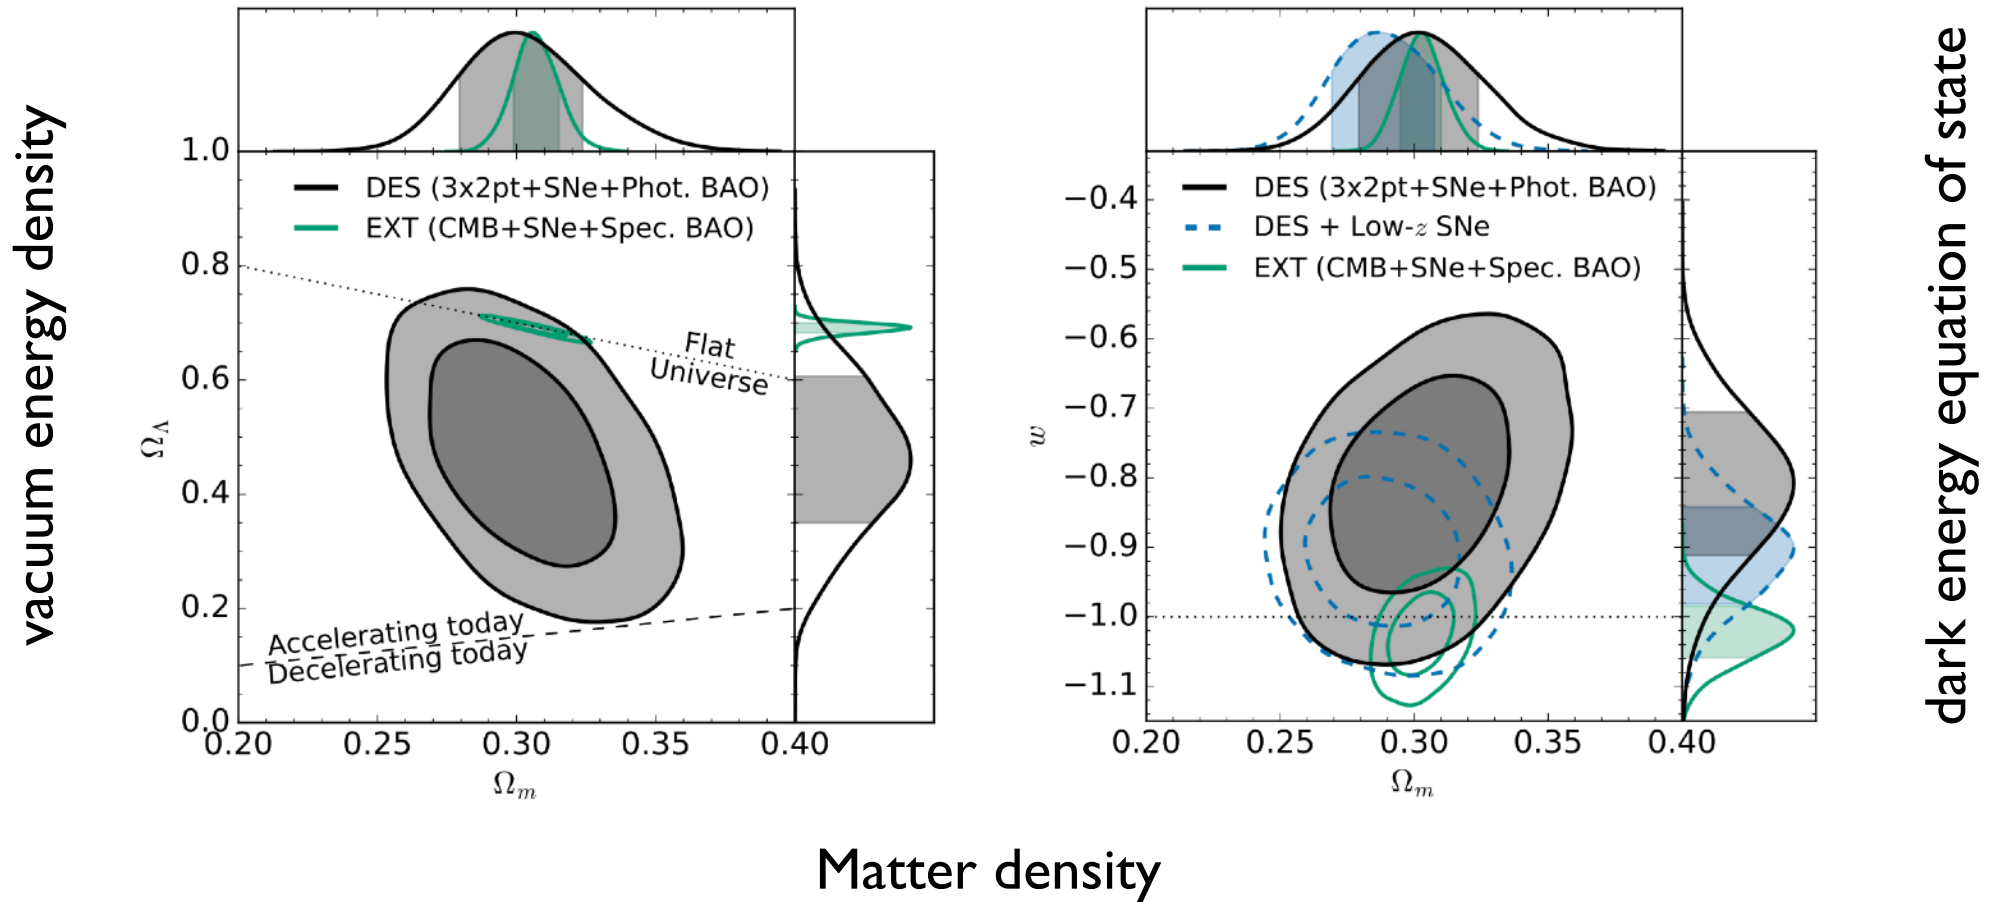 vacuum energy density
1.0
0.8
0.6
0.4
0.2
0.0
Ω_Λ
DES (3x2pt+SNe+Phot. BAO)
EXT (CMB+SNe+Spec. BAO)
Flat
Universe
Accelerating today
Decelerating today
0.20 0.25 0.30 0.35 0.40
Ω_m
−0.4
−0.5
−0.6
−0.7
−0.8
−0.9
−1.0
−1.1
w
DES (3x2pt+SNe+Phot. BAO)
DES + Low-z SNe
EXT (CMB+SNe+Spec. BAO)
0.20 0.25 0.30 0.35 0.40
Ω_m
dark energy equation of state
Matter density